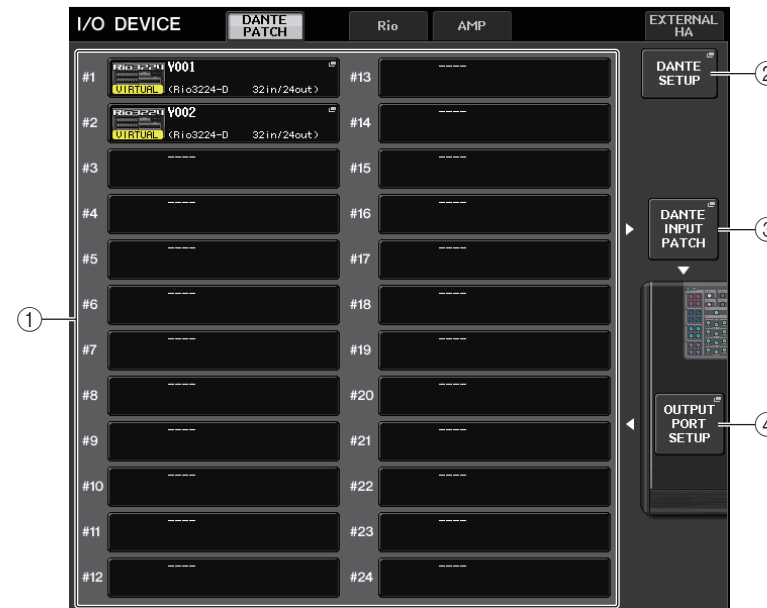 I/O DEVICE
DANTE PATCH
Rio
AMP
EXTERNAL HA
#1
Rio3224
VIRTUAL
Y001
(Rio3224-D 32in/24out)
#2
Rio3224
VIRTUAL
Y002
(Rio3224-D 32in/24out)
#3 ----
#4 ----
#5 ----
#6 ----
#7 ----
#8 ----
#9 ----
#10 ----
#11 ----
#12 ----
#13 ----
#14 ----
#15 ----
#16 ----
#17 ----
#18 ----
#19 ----
#20 ----
#21 ----
#22 ----
#23 ----
#24 ----
DANTE
SETUP
DANTE
INPUT
PATCH
OUTPUT
PORT
SETUP
①
②
③
④